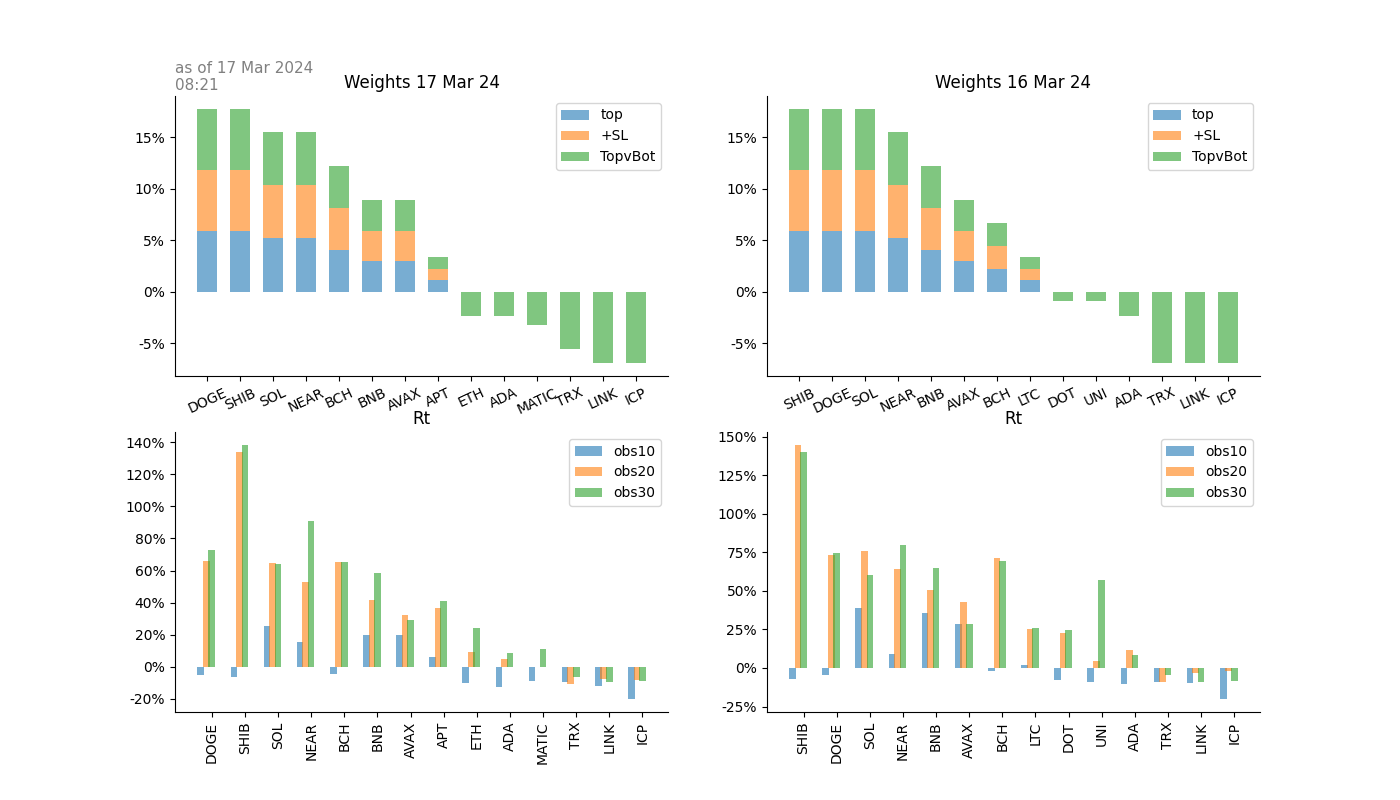 as of 17 Mar 2024
08:21
Weights 17 Mar 24
15%
10%
5%
0%
-5%
top
+SL
TopvBot
DOGE SHIB SOL NEAR BCH BNB AVAX APT ETH ADA MATIC TRX LINK ICP
Weights 16 Mar 24
15%
10%
5%
0%
-5%
top
+SL
TopvBot
SHIB DOGE SOL NEAR BNB AVAX BCH LTC DOT UNI ADA TRX LINK ICP
Rt
140%
120%
100%
80%
60%
40%
20%
0%
-20%
obs10
obs20
obs30
DOGE SHIB SOL NEAR BCH BNB AVAX APT ETH ADA MATIC TRX LINK ICP
Rt
150%
125%
100%
75%
50%
25%
0%
-25%
obs10
obs20
obs30
SHIB DOGE SOL NEAR BNB AVAX BCH LTC DOT UNI ADA TRX LINK ICP